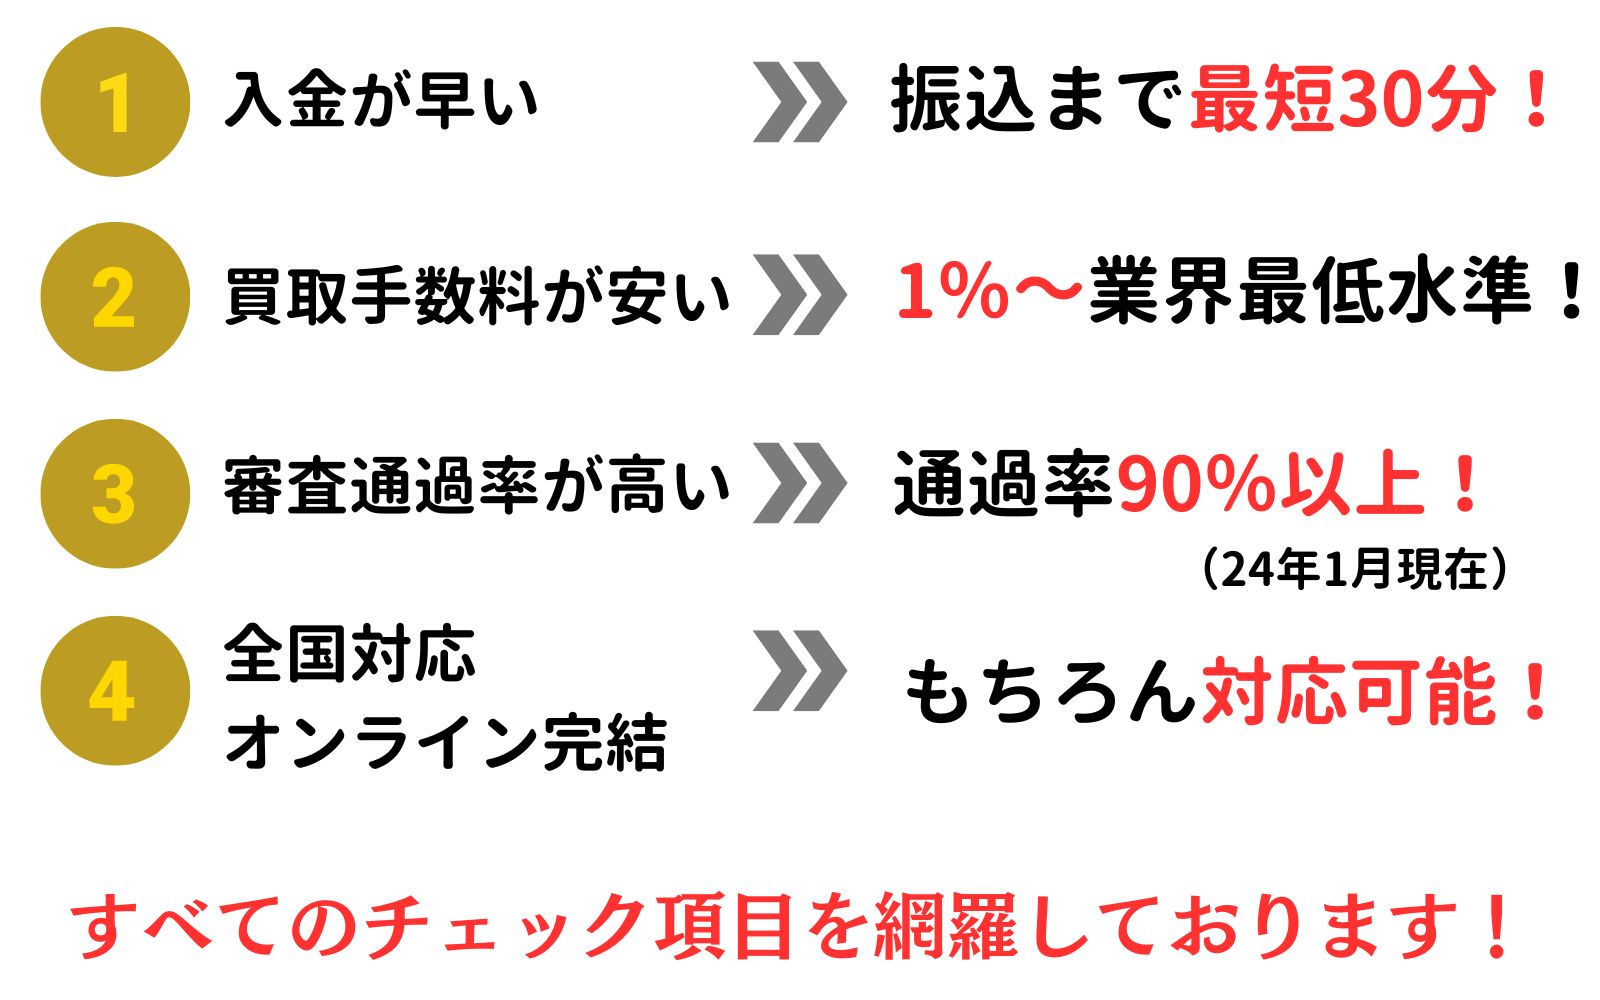 1 入金が早い 振込まで最短30分！
2 買取手数料が安い 1%〜業界最低水準！
3 審査通過率が高い 通過率90%以上！
（24年1月現在）
4 全国対応
オンライン完結 もちろん対応可能！
すべてのチェック項目を網羅しております！